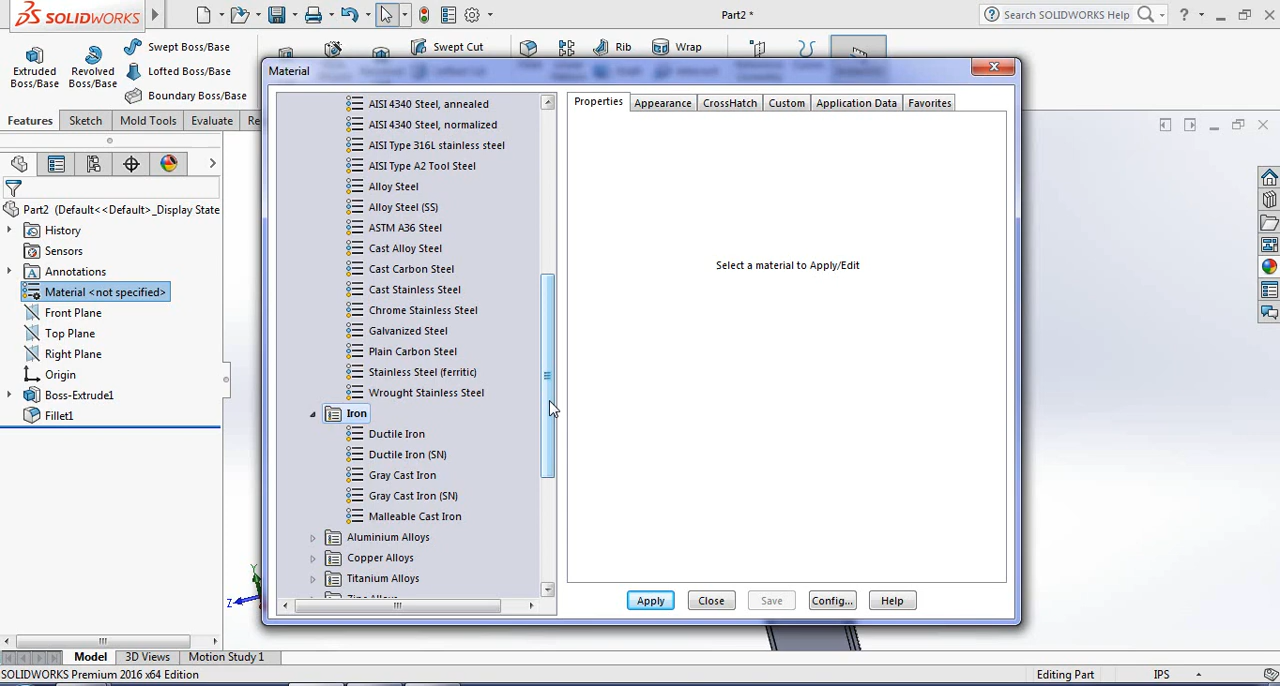 SOLIDWORKS
Part2 *
Search SOLIDWORKS Help
?
Extruded Boss/Base
Revolved Boss/Base
Swept Boss/Base
Lofted Boss/Base
Boundary Boss/Base
Swept Cut
Rib
Wrap
Features
Sketch
Mold Tools
Evaluate
Part2 (Default<<Default>_Display State
History
Sensors
Annotations
Material <not specified>
Front Plane
Top Plane
Right Plane
Origin
Boss-Extrude1
Fillet1
Material
AISI 4340 Steel, annealed
AISI 4340 Steel, normalized
AISI Type 316L stainless steel
AISI Type A2 Tool Steel
Alloy Steel
Alloy Steel (SS)
ASTM A36 Steel
Cast Alloy Steel
Cast Carbon Steel
Cast Stainless Steel
Chrome Stainless Steel
Galvanized Steel
Plain Carbon Steel
Stainless Steel (ferritic)
Wrought Stainless Steel
Iron
Ductile Iron
Ductile Iron (SN)
Gray Cast Iron
Gray Cast Iron (SN)
Malleable Cast Iron
Aluminium Alloys
Copper Alloys
Titanium Alloys
Properties
Appearance
CrossHatch
Custom
Application Data
Favorites
Select a material to Apply/Edit
Apply
Close
Save
Config...
Help
Y
Z
Model
3D Views
Motion Study 1
SOLIDWORKS Premium 2016 x64 Edition
Editing Part
IPS